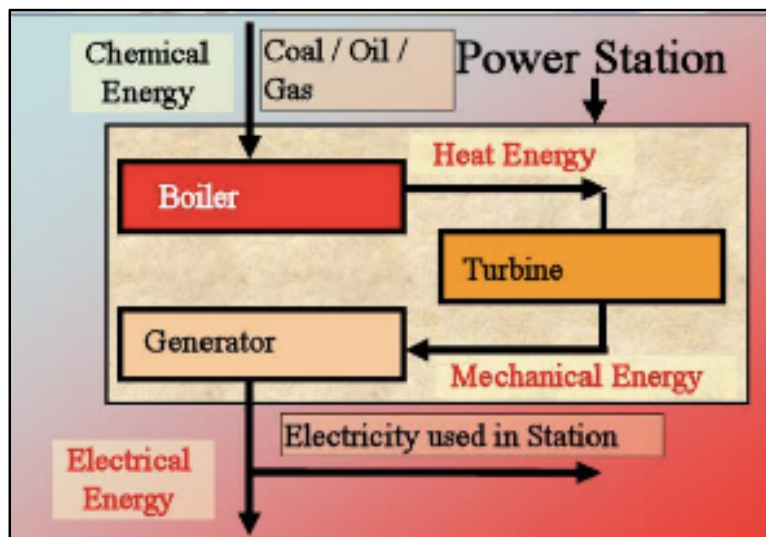 Chemical
Energy
Coal / Oil /
Gas
Power Station
Heat Energy
Boiler
Turbine
Generator
Mechanical Energy
Electricity used in Station
Electrical
Energy